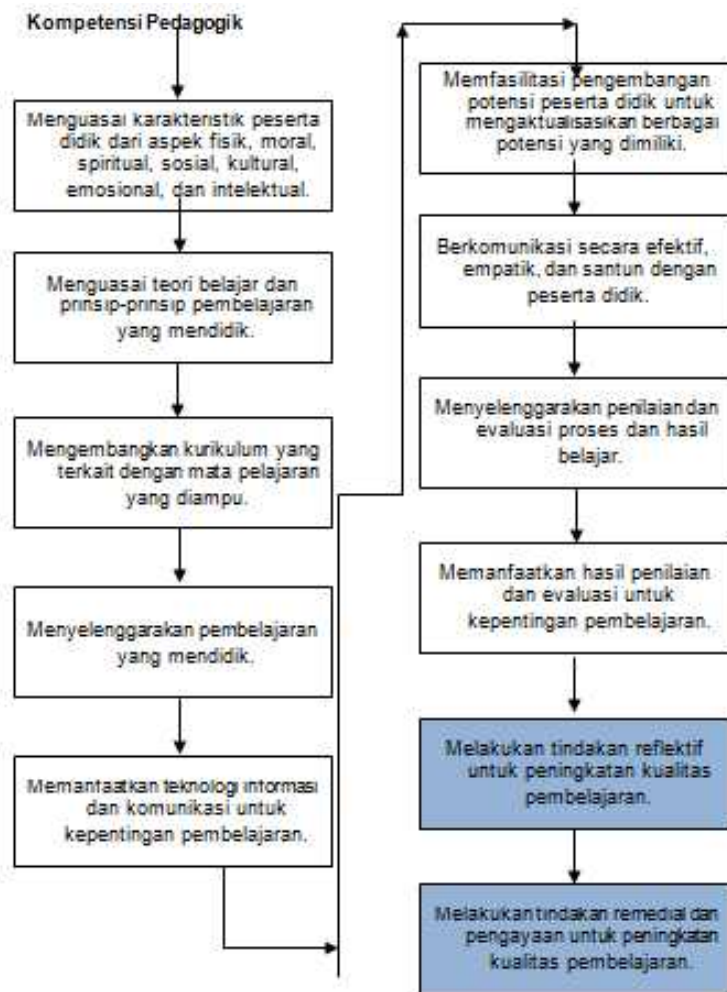 Kompetensi Pedagogik
Menguasai karakteristik peserta
didik dari aspek fisik, moral,
spiritual, sosial, kultural,
emosional, dan intelektual.
Menguasai teori belajar dan
prinsip-prinsip pembelajaran
yang mendidik.
Mengembangkan kurikulum yang
terkait dengan mata pelajaran
yang diampu.
Menyelenggarakan pembelajaran
yang mendidik.
Memanfaatkan teknologi informasi
dan komunikasi untuk
kepentingan pembelajaran.
Memfasilitasi pengembangan
potensi peserta didik untuk
mengaktualisasikan berbagai
potensi yang dimiliki.
Berkomunikasi secara efektif,
empatik, dan santun dengan
peserta didik.
Menyelenggarakan penilaian dan
evaluasi proses dan hasil
belajar.
Memanfaatkan hasil penilaian
dan evaluasi untuk
kepentingan pembelajaran.
Melakukan tindakan reflektif
untuk peningkatan kualitas
pembelajaran.
Melakukan tindakan remedial dan
pengayaan untuk peningkatan
kualitas pembelajaran.